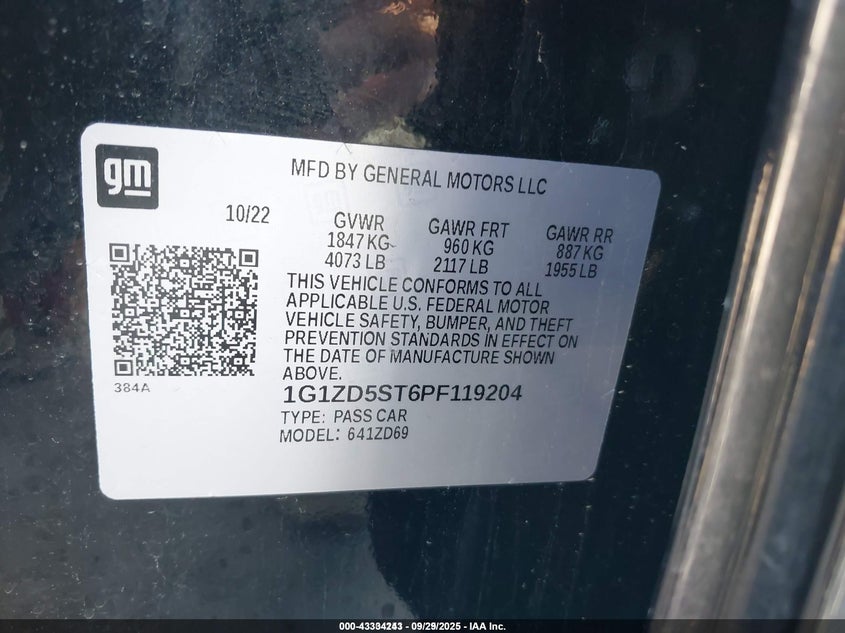 gm
MFD BY GENERAL MOTORS LLC
10/22 GVWR GAWR FRT GAWR RR
1847 KG 960 KG 887 KG
4073 LB 2117 LB 1955 LB
THIS VEHICLE CONFORMS TO ALL
APPLICABLE U.S. FEDERAL MOTOR
VEHICLE SAFETY, BUMPER, AND THEFT
PREVENTION STANDARDS IN EFFECT ON
THE DATE OF MANUFACTURE SHOWN
ABOVE.
384A
1G1ZD5ST6PF119204
TYPE: PASS CAR
MODEL: 641ZD69
000-43384243 - 09/29/2025 - IAA Inc.